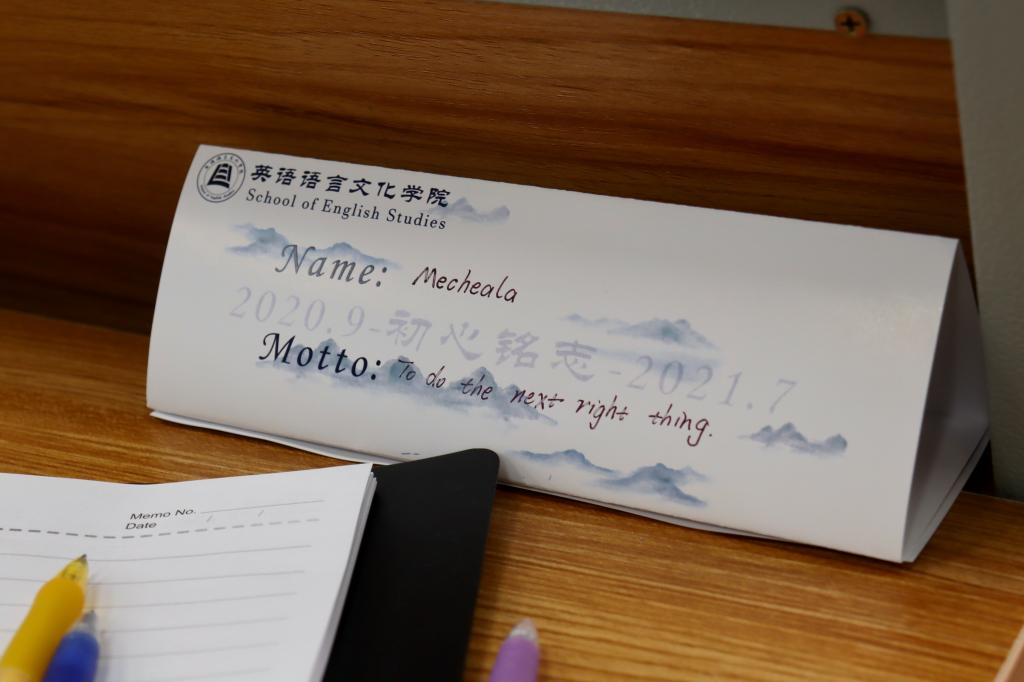 英语语言文化学院
School of English Studies
Name: Mecheala
2020.9-初心铭志-2021.7
Motto: To do the next right thing.
Memo No.
Date / /